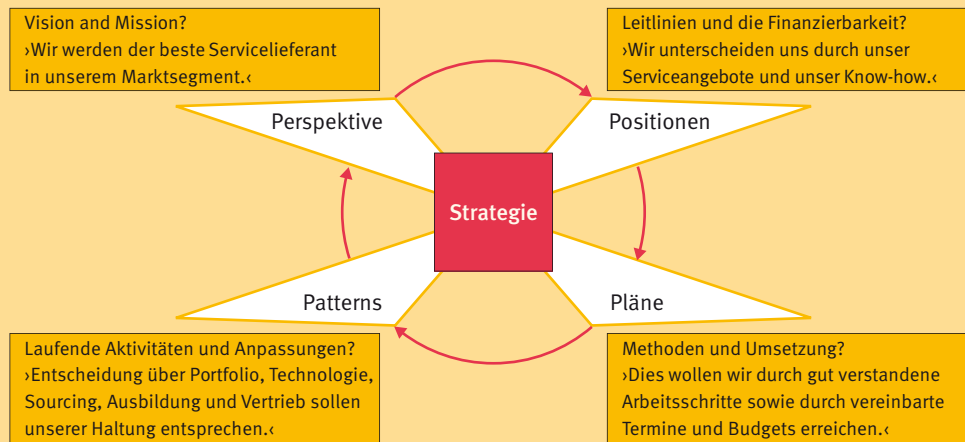 Vision and Mission?
›Wir werden der beste Servicelieferant
in unserem Marktsegment.‹
Leitlinien und die Finanzierbarkeit?
›Wir unterscheiden uns durch unser
Serviceangebote und unser Know-how.‹
Perspektive
Positionen
Strategie
Patterns
Pläne
Laufende Aktivitäten und Anpassungen?
›Entscheidung über Portfolio, Technologie,
Sourcing, Ausbildung und Vertrieb sollen
unserer Haltung entsprechen.‹
Methoden und Umsetzung?
›Dies wollen wir durch gut verstandene
Arbeitsschritte sowie durch vereinbarte
Termine und Budgets erreichen.‹